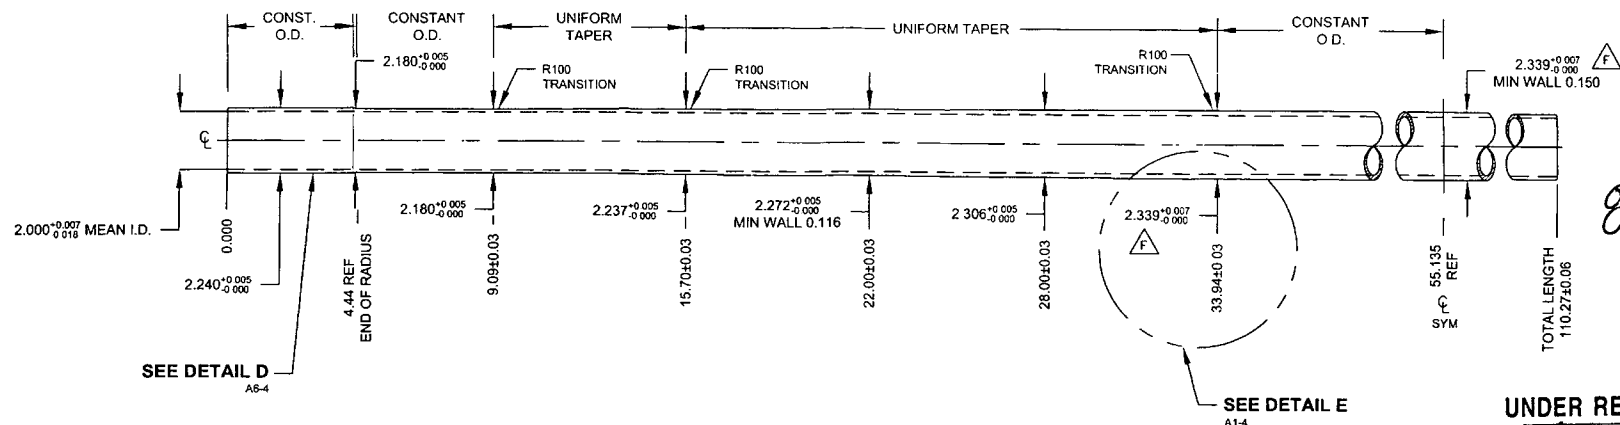 CONST.
O.D.
CONSTANT
O.D.
UNIFORM
TAPER
UNIFORM TAPER
CONSTANT
O D.
2.180 +0.005 -0.000
R100
TRANSITION
R100
TRANSITION
R100
TRANSITION
2.339 +0 007 -0.000
F
MIN WALL 0.150
℄
2.000 +0.007 0 018 MEAN I.D.
0.000
2.240 +0 005 -0 000
4.44 REF
END OF RADIUS
2.180 +0 005 -0 000
9.09±0.03
2.237 +0 005 -0.000
15.70±0.03
2.272 +0 005 -0.000
MIN WALL 0.116
22.00±0.03
2 306 +0 005 -0.000
28.00±0.03
2.339 +0.007 -0.000
F
33.94±0 03
55.135
REF
℄
SYM
TOTAL LENGTH
110.27±0.06
SEE DETAIL D
A6-4
SEE DETAIL E
A1-4
UNDER RE